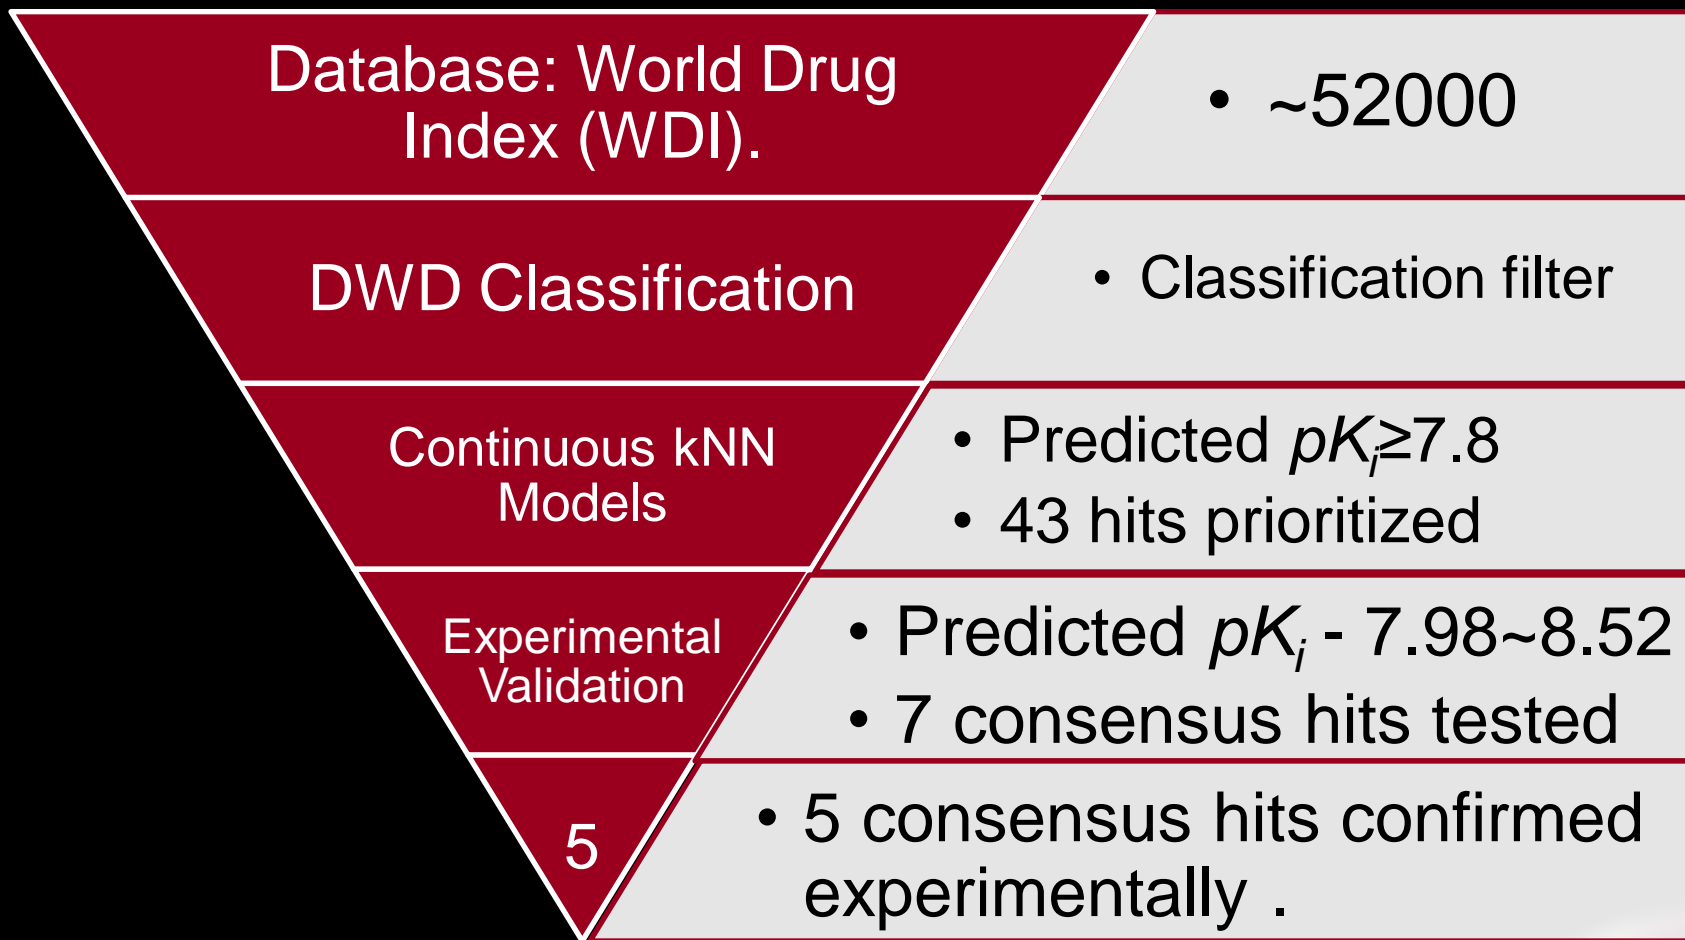 Database: World Drug
Index (WDI).
• ~52000
DWD Classification
• Classification filter
Continuous kNN
Models
• Predicted pKi≥7.8
• 43 hits prioritized
Experimental
Validation
• Predicted pKi - 7.98~8.52
• 7 consensus hits tested
5
• 5 consensus hits confirmed
experimentally .